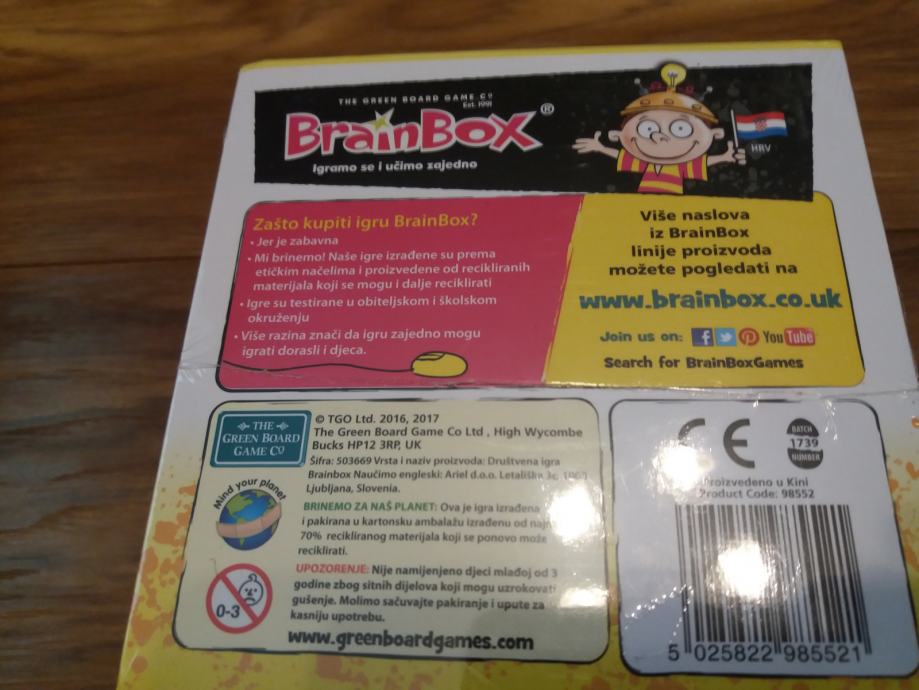 THE GREEN BOARD GAME Co
Est. 1991
BrainBox®
Igramo se i učimo zajedno
HRV
Zašto kupiti igru BrainBox?
• Jer je zabavna
• Mi brinemo! Naše igre izrađene su prema
etičkim načelima i proizvedene od recikliranih
materijala koji se mogu i dalje reciklirati
• Igre su testirane u obiteljskom i školskom
okruženju
• Više razina znači da igru zajedno mogu
igrati dorasli i djeca.
Više naslova
iz BrainBox
linije proizvoda
možete pogledati na
www.brainbox.co.uk
Join us on: YouTube
Search for BrainBoxGames
THE
GREEN BOARD
GAME Co
© TGO Ltd. 2016, 2017
The Green Board Game Co Ltd , High Wycombe
Bucks HP12 3RP, UK
Šifra: 503669 Vrsta i naziv proizvoda: Društvena igra
Brainbox Naučimo engleski: Ariel d.o.o. Letališka
Ljubljana, Slovenia.
Mind your planet
BRINEMO ZA NAŠ PLANET: Ova je igra izrađena
i pakirana u kartonsku ambalažu izrađenu od
70% recikliranog materijala koji se ponovo može
reciklirati.
0-3
UPOZORENJE: Nije namijenjeno djeci mlađoj od 3
godine zbog sitnih dijelova koji mogu uzrokovati
gušenje. Molimo sačuvajte pakiranje i upute za
kasniju upotrebu.
www.greenboardgames.com
CE
BATCH
1739
NUMBER
Proizvedeno u Kini
Product Code: 98552
5 025822 985521